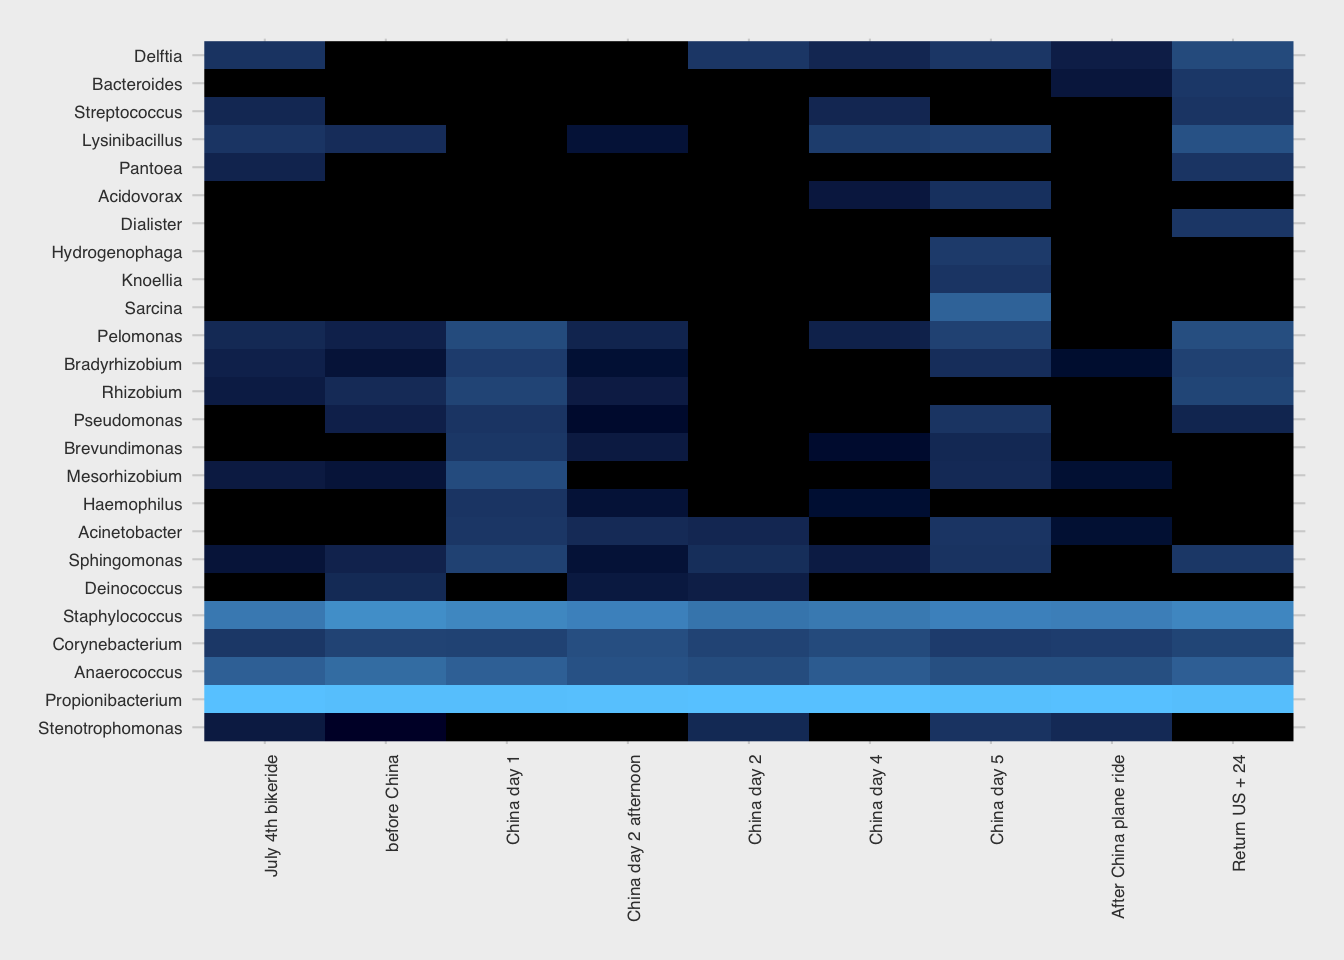 Delftia
Bacteroides
Streptococcus
Lysinibacillus
Pantoea
Acidovorax
Dialister
Hydrogenophaga
Knoellia
Sarcina
Pelomonas
Bradyrhizobium
Rhizobium
Pseudomonas
Brevundimonas
Mesorhizobium
Haemophilus
Acinetobacter
Sphingomonas
Deinococcus
Staphylococcus
Corynebacterium
Anaerococcus
Propionibacterium
Stenotrophomonas
July 4th bikeride
before China
China day 1
China day 2 afternoon
China day 2
China day 4
China day 5
After China plane ride
Return US + 24